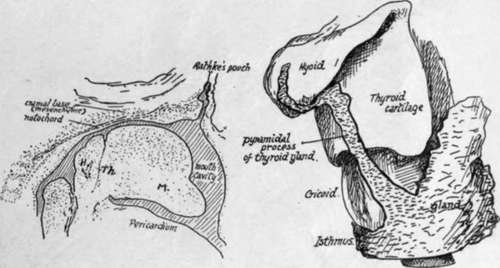 Rathke's pouch
cranial base
(mesenchyme)
notochord
H.
Th.
M.
mouth
cavity
Pericardium
Hyoid
Thyroid
cartilage
pyramidal
process
of thyroid gland.
Cricoid.
gland
Isthmus.